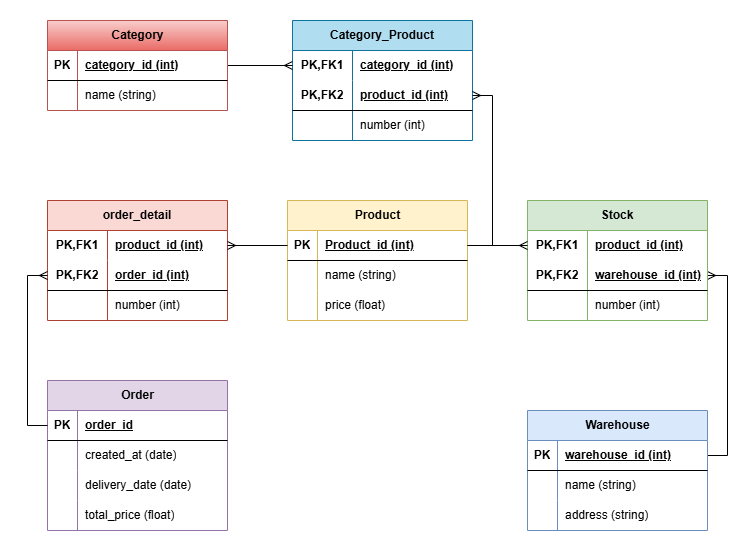 Category
PK category_id (int)
name (string)
Category_Product
PK,FK1 category_id (int)
PK,FK2 product_id (int)
number (int)
order_detail
PK,FK1 product_id (int)
PK,FK2 order_id (int)
number (int)
Product
PK Product_id (int)
name (string)
price (float)
Stock
PK,FK1 product_id (int)
PK,FK2 warehouse_id (int)
number (int)
Order
PK order_id
created_at (date)
delivery_date (date)
total_price (float)
Warehouse
PK warehouse_id (int)
name (string)
address (string)